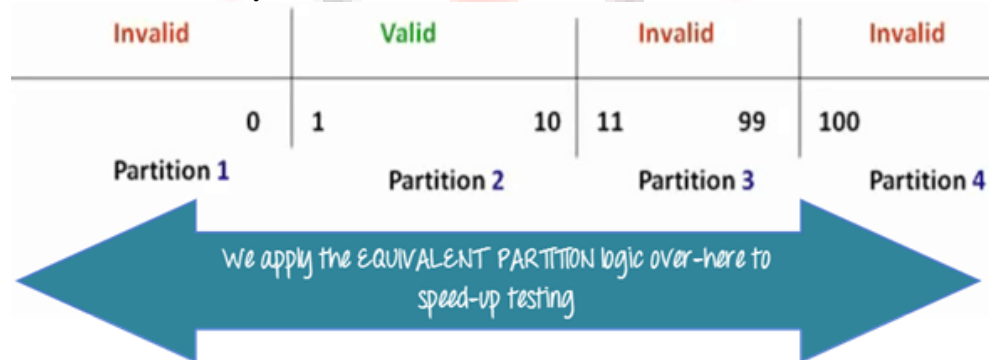 Invalid Valid Invalid Invalid
0 1 10 11 99 100
Partition 1 Partition 2 Partition 3 Partition 4
We apply the EQUIVALENT PARTITION logic over-here to
speed-up testing